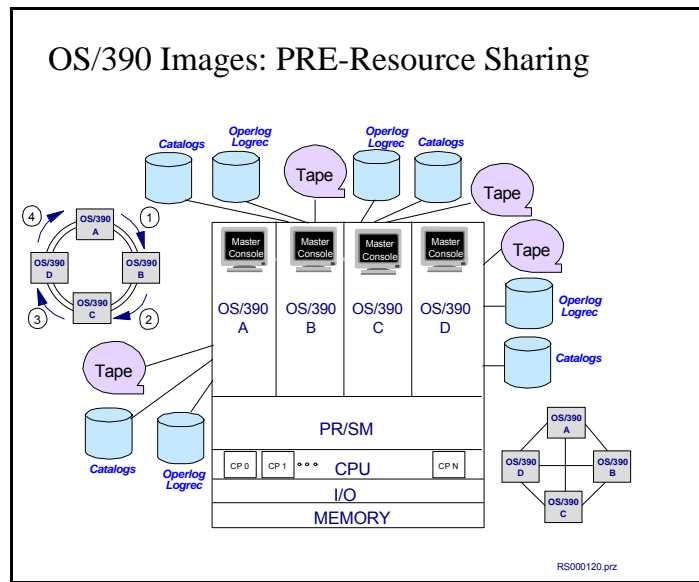 OS/390 Images: PRE-Resource Sharing
Catalogs
Operlog
Logrec
Tape
Operlog
Logrec
Catalogs
Tape
Tape
4
1
3
2
OS/390
A
OS/390
D
OS/390
B
OS/390
C
Master
Console
Master
Console
Master
Console
Master
Console
OS/390
A
OS/390
B
OS/390
C
OS/390
D
Operlog
Logrec
Catalogs
Tape
Catalogs
Operlog
Logrec
PR/SM
CP 0
CP 1
CPU
CP N
I/O
MEMORY
OS/390
A
OS/390
D
OS/390
B
OS/390
C
RS000120.prz